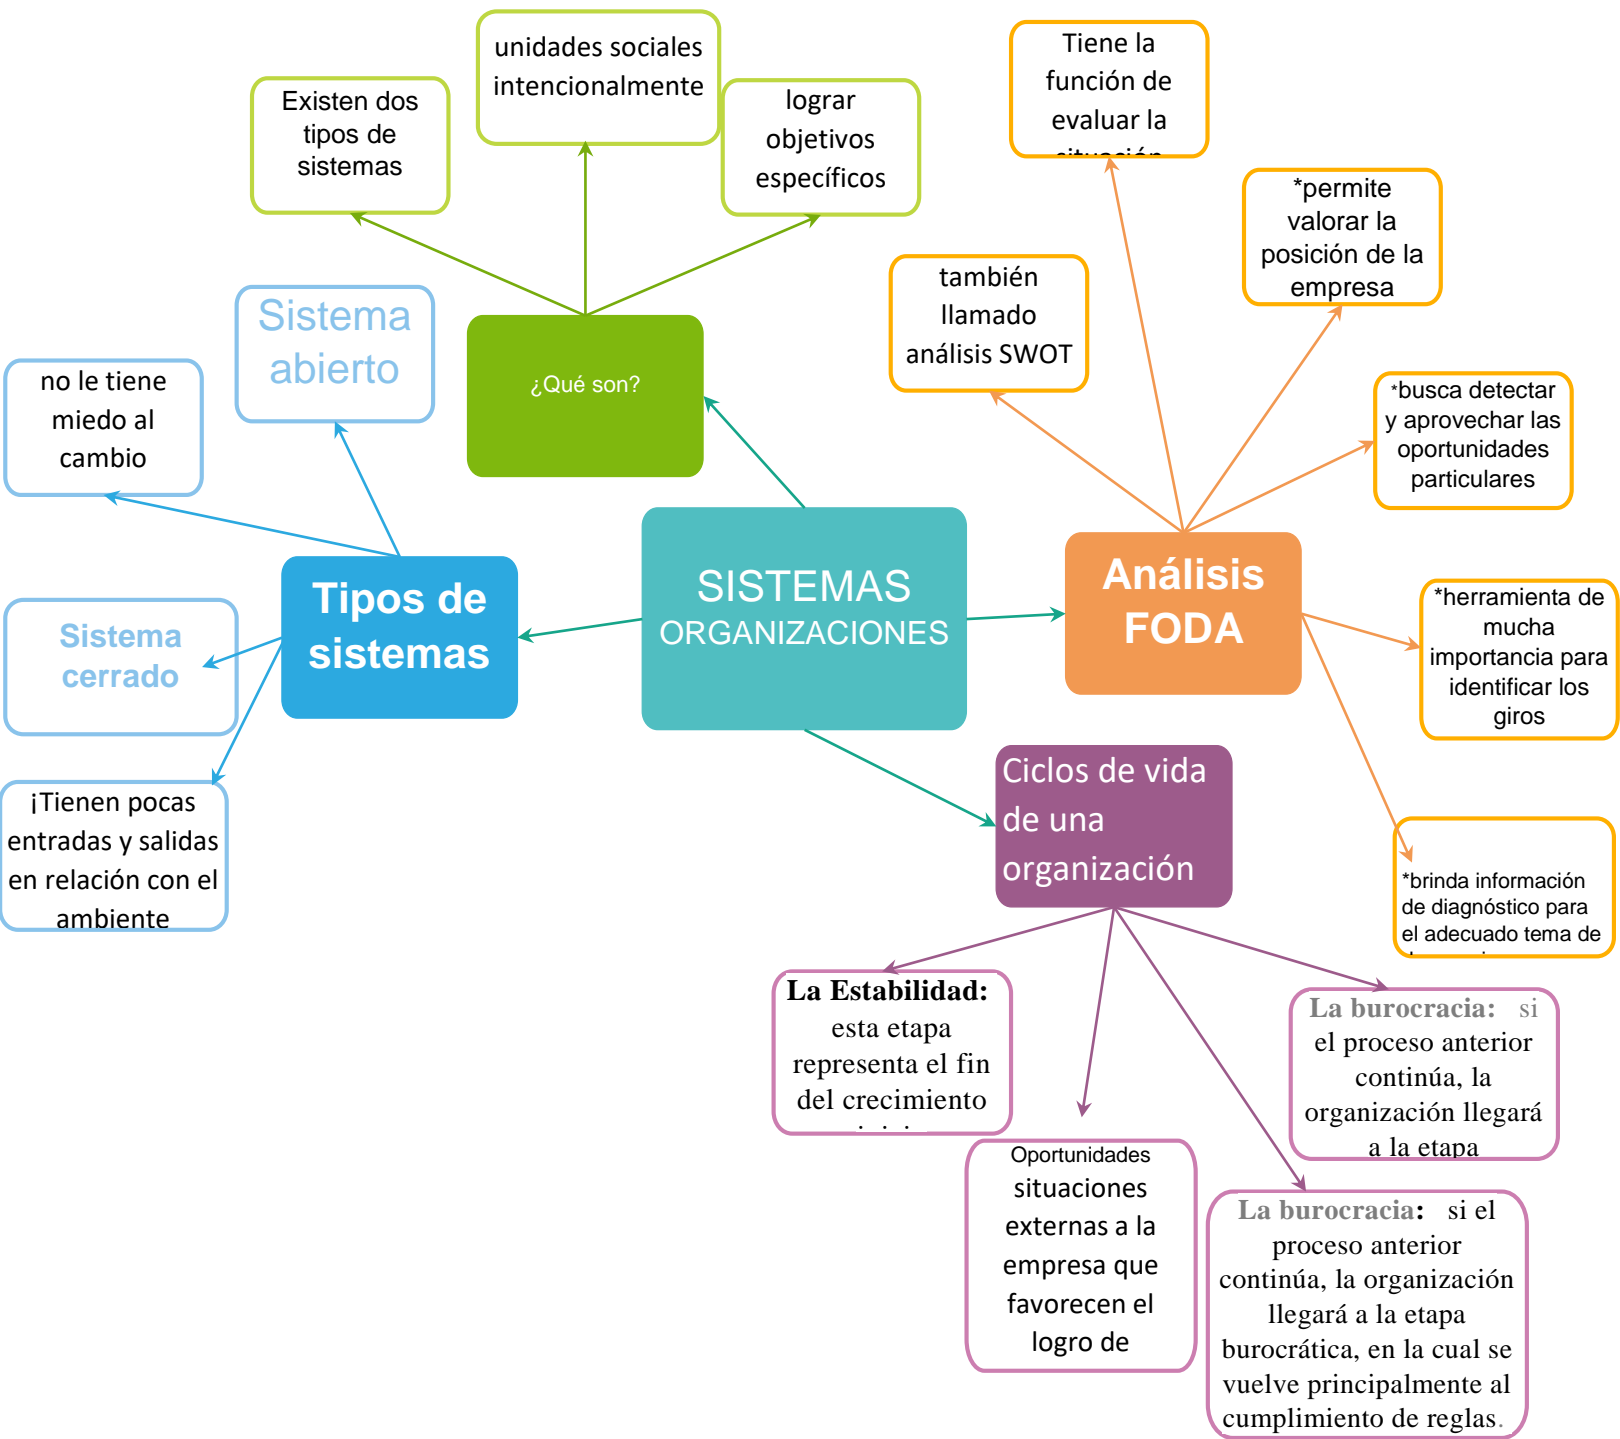 unidades sociales
intencionalmente
Existen dos
tipos de
sistemas
lograr
objetivos
específicos
Tiene la
función de
evaluar la
situación
*permite
valorar la
posición de la
empresa
también
llamado
análisis SWOT
*busca detectar
y aprovechar las
oportunidades
particulares
Sistema
abierto
no le tiene
miedo al
cambio
¿Qué son?
SISTEMAS
ORGANIZACIONES
Tipos de
sistemas
Análisis
FODA
Sistema
cerrado
*herramienta de
mucha
importancia para
identificar los
giros
¡Tienen pocas
entradas y salidas
en relación con el
ambiente
Ciclos de vida
de una
organización
*brinda información
de diagnóstico para
el adecuado tema de
La Estabilidad:
esta etapa
representa el fin
del crecimiento
La burocracia: si
el proceso anterior
continúa, la
organización llegará
a la etapa
Oportunidades
situaciones
externas a la
empresa que
favorecen el
logro de
La burocracia: si el
proceso anterior
continúa, la organización
llegará a la etapa
burocrática, en la cual se
vuelve principalmente al
cumplimiento de reglas.